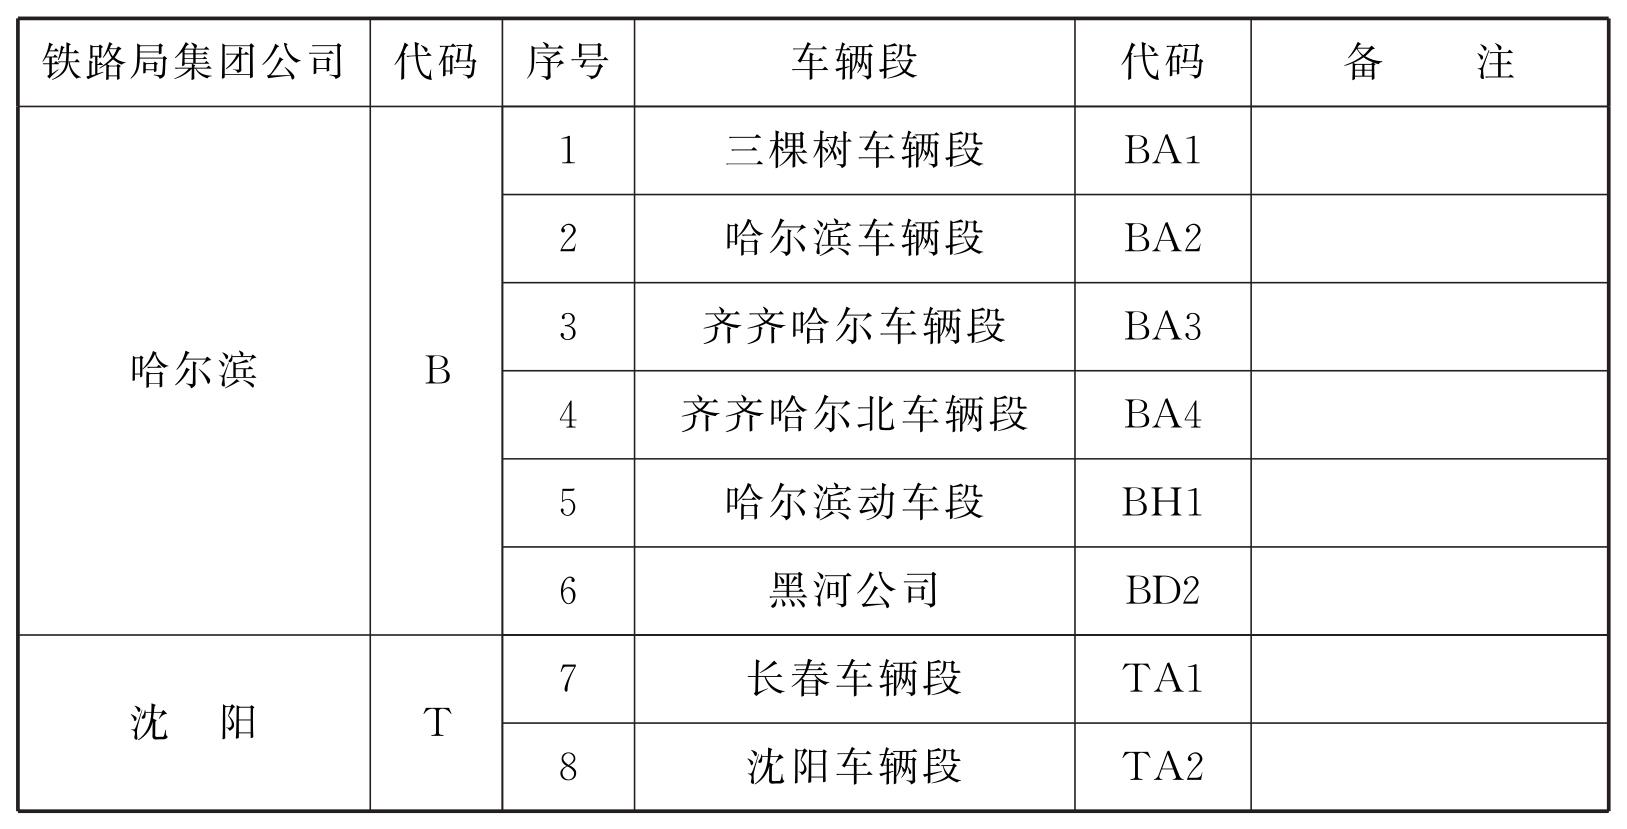 铁路局集团公司 代码 序号 车辆段 代码 备 注
哈尔滨 B 1 三棵树车辆段 BA1
2 哈尔滨车辆段 BA2
3 齐齐哈尔车辆段 BA3
4 齐齐哈尔北车辆段 BA4
5 哈尔滨动车段 BH1
6 黑河公司 BD2
沈 阳 T 7 长春车辆段 TA1
8 沈阳车辆段 TA2